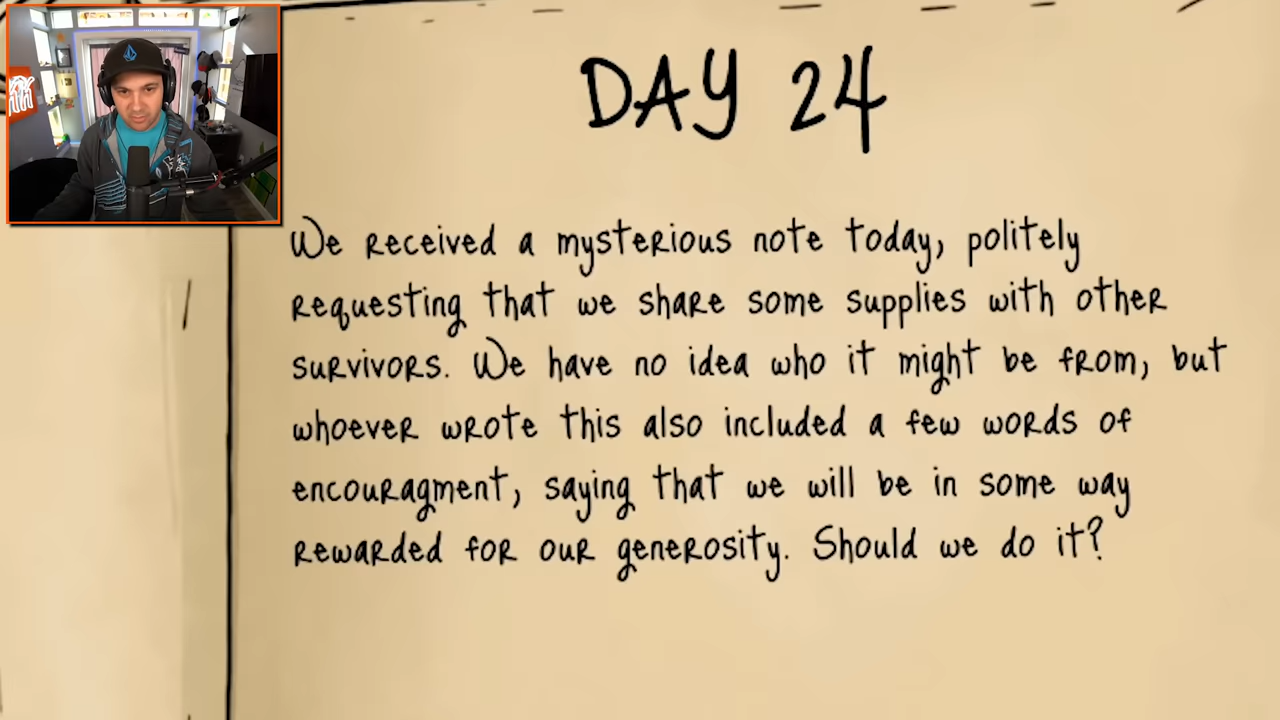 DAY 24
We received a mysterious note today, politely
requesting that we share some supplies with other
survivors. We have no idea who it might be from, but
whoever wrote this also included a few words of
encouragment, saying that we will be in some way
rewarded for our generosity. Should we do it?